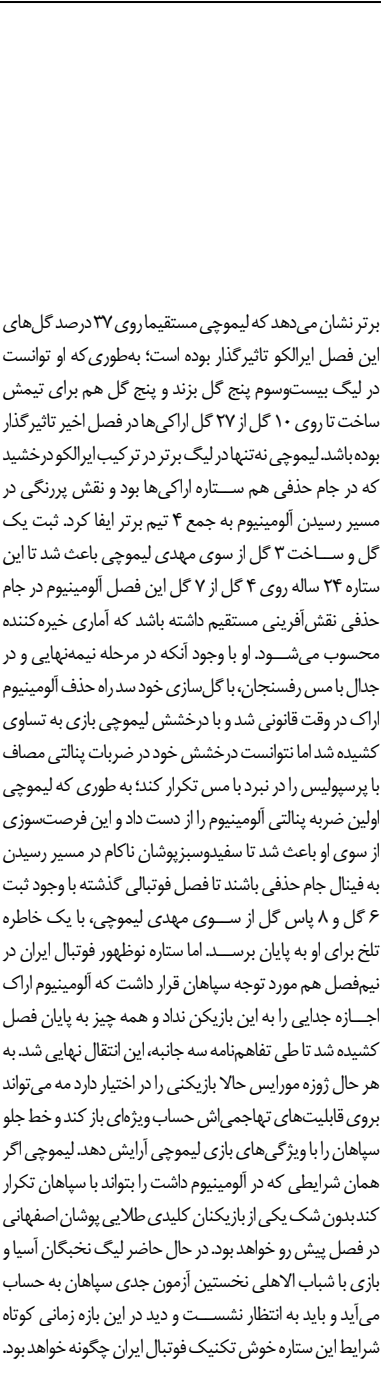 برتر نشان می‌دهد که لیموچی مستقیما روی ۳۷ درصد گل‌های
این فصل ایرالکو تاثیرگذار بوده است؛ به‌طوری‌که او توانست
در لیگ بیست‌وسوم پنج گل بزند و پنج گل هم برای تیمش
ساخت تا روی ۱۰ گل از ۲۷ گل اراکی‌ها در فصل اخیر تاثیرگذار
بوده باشد. لیموچی نه‌تنها در لیگ برتر در ترکیب ایرالکو درخشید
که در جام حذفی هم ستاره اراکی‌ها بود و نقش پررنگی در
مسیر رسیدن آلومینیوم به جمع ۴ تیم برتر ایفا کرد. ثبت یک
گل و ساخت ۳ گل از سوی مهدی لیموچی باعث شد تا این
ستاره ۲۴ ساله روی ۴ گل از ۷ گل این فصل آلومینیوم در جام
حذفی نقش‌آفرینی مستقیم داشته باشد که آماری خیره‌کننده
محسوب می‌شود. او با وجود آنکه در مرحله نیمه‌نهایی و در
جدال با مس رفسنجان، با گل‌سازی خود سد راه حذف آلومینیوم
اراک در وقت قانونی شد و با درخشش لیموچی بازی به تساوی
کشیده شد اما نتوانست درخشش خود در ضربات پنالتی مصاف
با پرسپولیس را در نبرد با مس تکرار کند؛ به طوری که لیموچی
اولین ضربه پنالتی آلومینیوم را از دست داد و این فرصت‌سوزی
از سوی او باعث شد تا سفیدوسبزپوشان ناکام در مسیر رسیدن
به فینال جام حذفی باشند تا فصل فوتبالی گذشته با وجود ثبت
۶ گل و ۸ پاس گل از سوی مهدی لیموچی، با یک خاطره
تلخ برای او به پایان برسد. اما ستاره نوظهور فوتبال ایران در
نیم‌فصل هم مورد توجه سپاهان قرار داشت که آلومینیوم اراک
اجازه جدایی را به این بازیکن نداد و همه چیز به پایان فصل
کشیده شد تا طی تفاهم‌نامه سه جانبه، این انتقال نهایی شد. به
هر حال ژوزه مورایس حالا بازیکنی را در اختیار دارد مه می‌تواند
بروی قابلیت‌های تهاجمی‌اش حساب ویژه‌ای باز کند و خط جلو
سپاهان را با ویژگی‌های بازی لیموچی آرایش دهد. لیموچی اگر
همان شرایطی که در آلومینیوم داشت را بتواند با سپاهان تکرار
کند بدون شک یکی از بازیکنان کلیدی طلایی پوشان اصفهانی
در فصل پیش رو خواهد بود. در حال حاضر لیگ نخبگان آسیا و
بازی با شباب الاهلی نخستین آزمون جدی سپاهان به حساب
می‌آید و باید به انتظار نشست و دید در این بازه زمانی کوتاه
شرایط این ستاره خوش تکنیک فوتبال ایران چگونه خواهد بود.